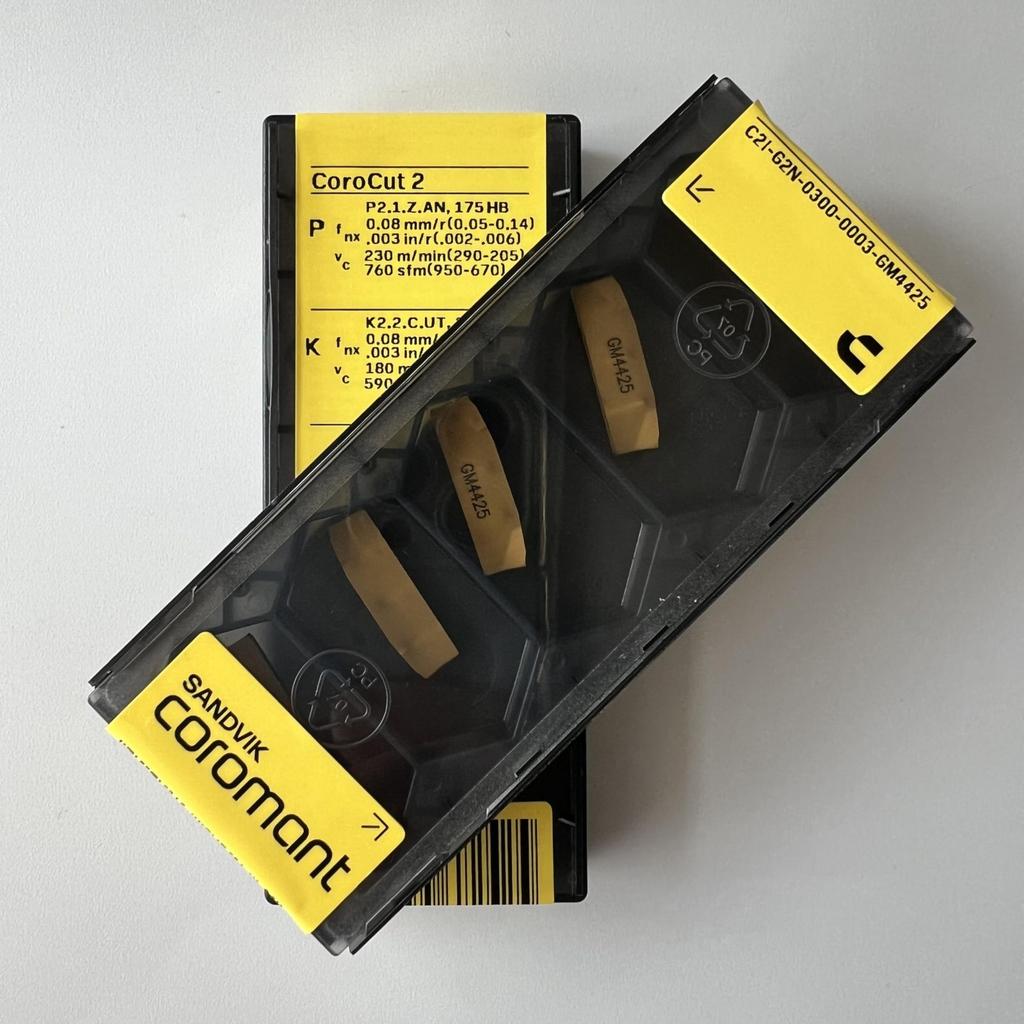 CoroCut 2
P2.1.Z.AN, 175 HB
P fnx 0.08 mm/r(0.05-0.14)
.003 in/r(.002-.006)
vc 230 m/min(290-205)
760 sfm(950-670)
K2.2.C.UT,
K fnx 0.08 mm/
.003 in/
vc 180 m
590
C2I-G2N-0300-0003-GM4425
07
PC
GM4425
GM4425
07
PC
SANDVIK
coromant